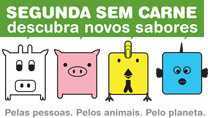 SEGUNDA SEM CARNE
descubra novos sabores
Pelas pessoas. Pelos animais. Pelo planeta.